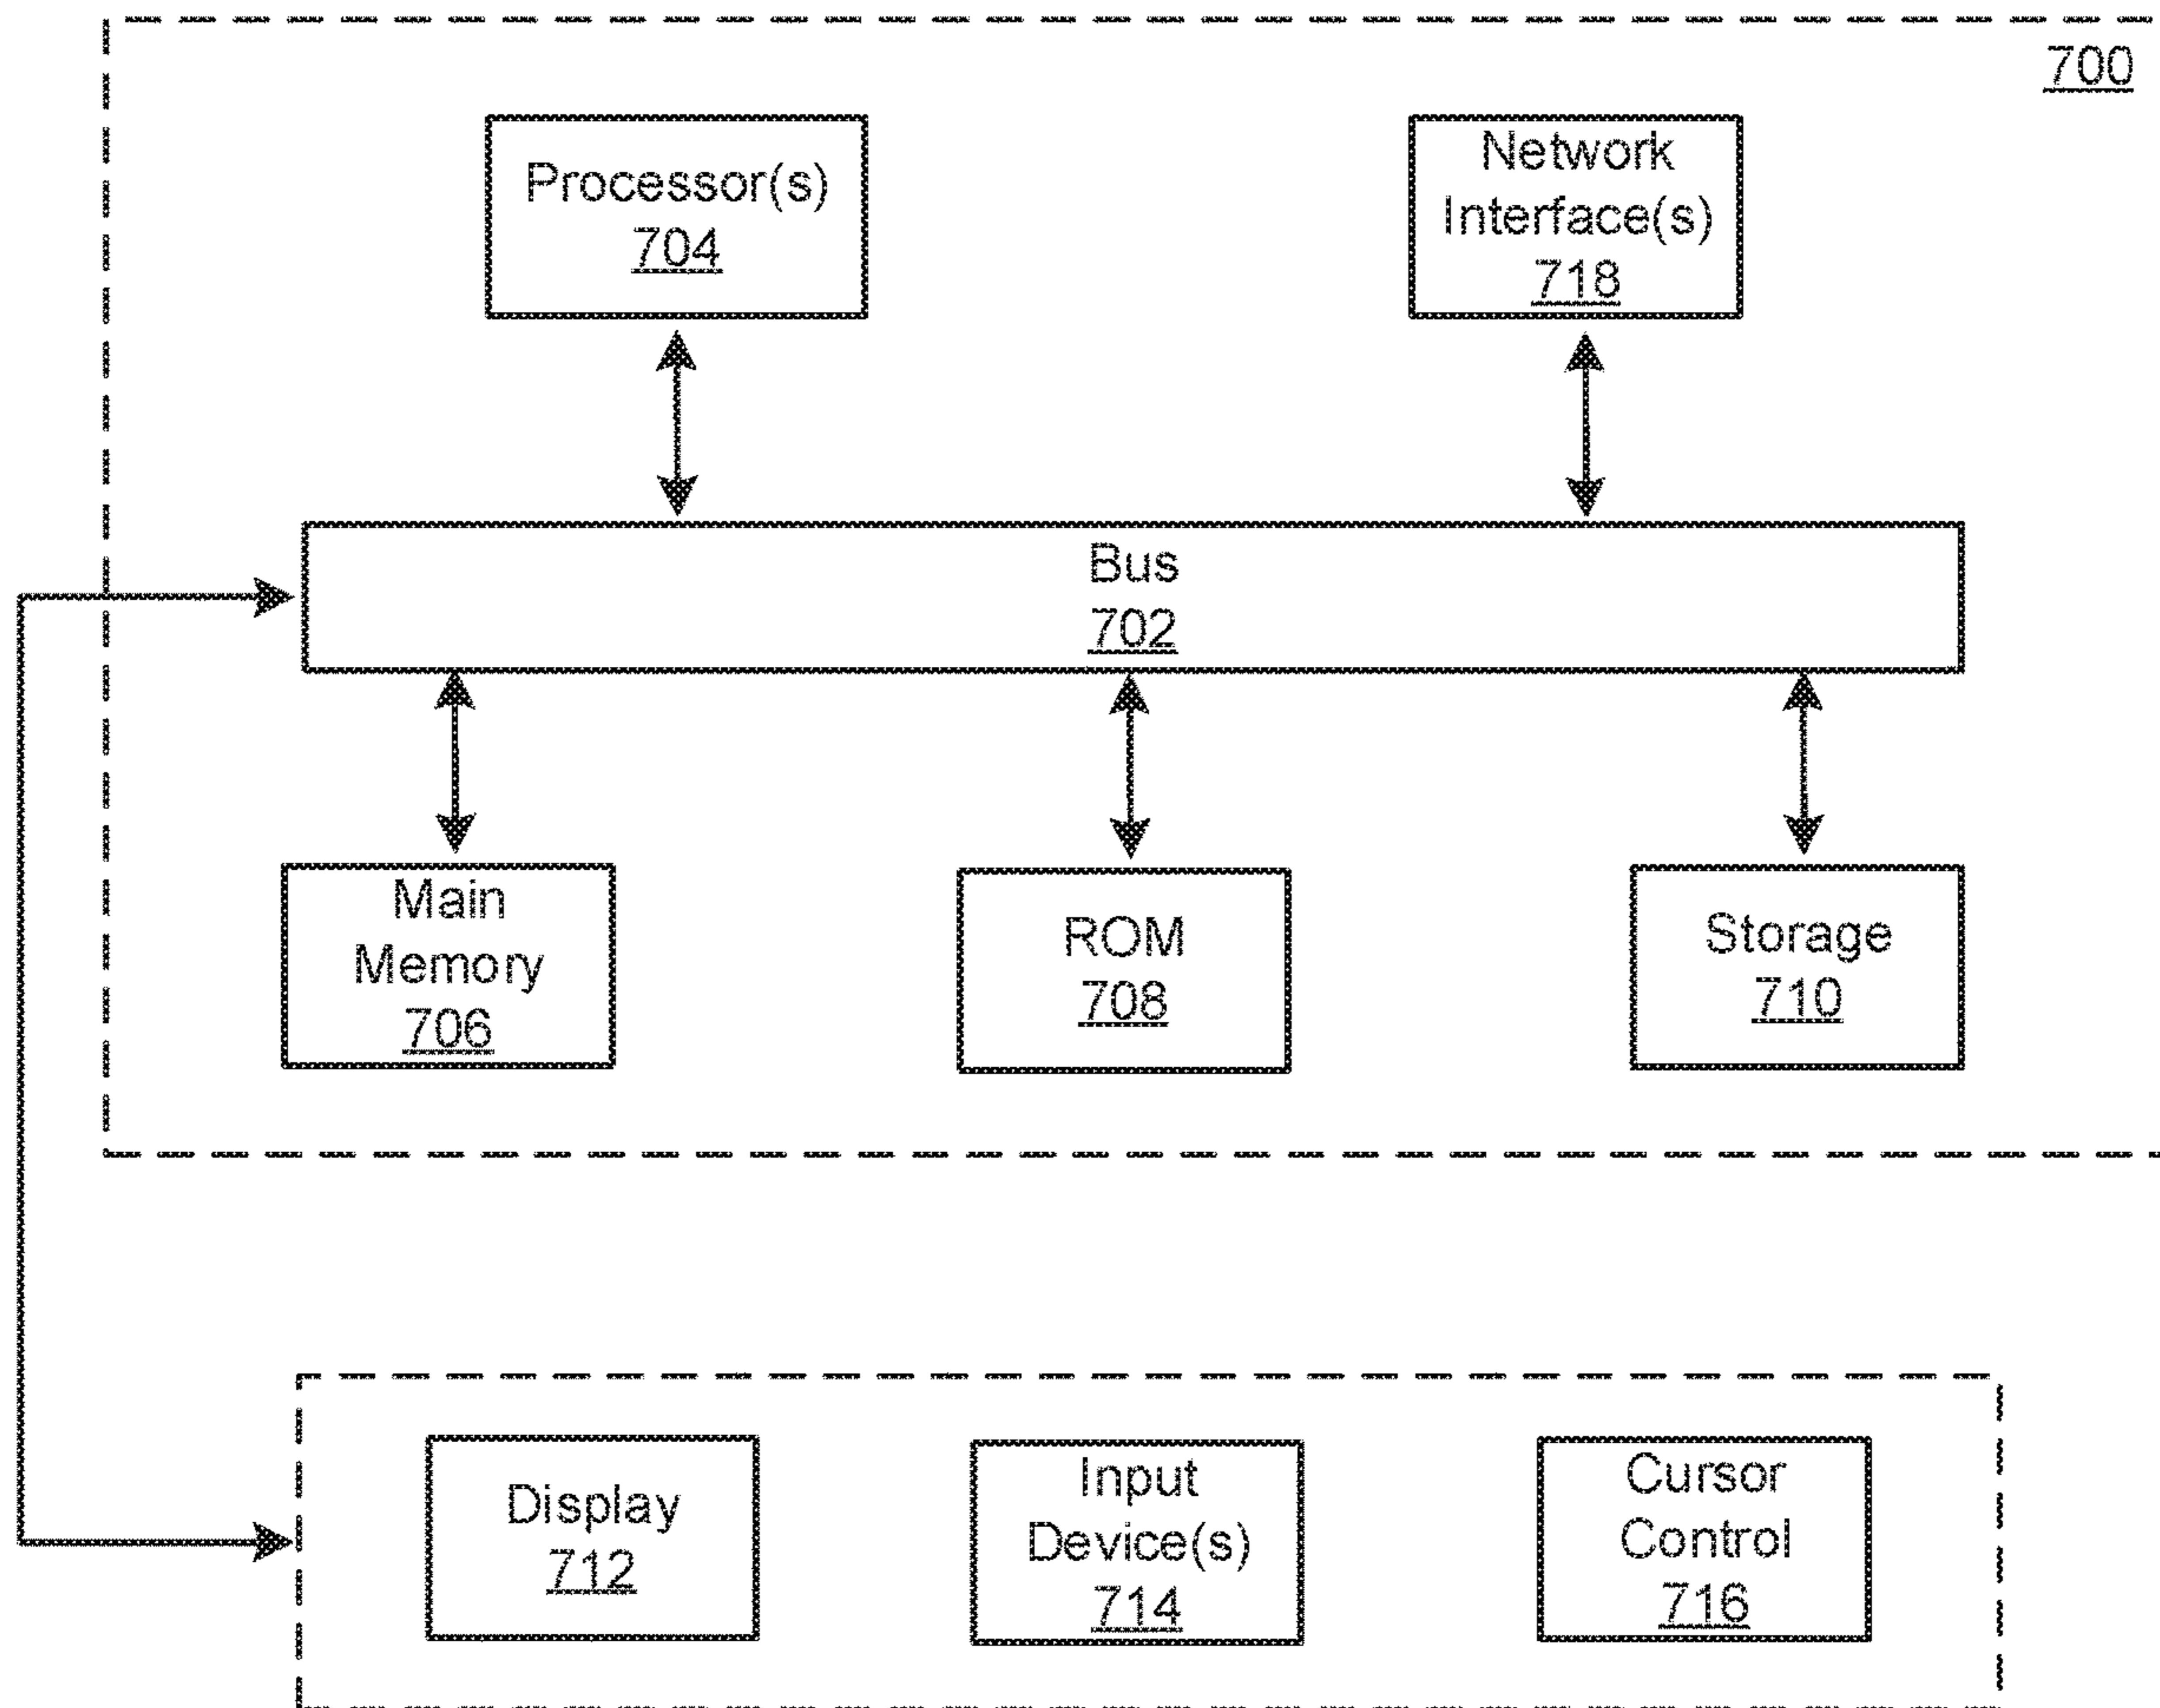 700
Processor(s)
704
Network
Interface(s)
718
Bus
702
Main
Memory
706
ROM
708
Storage
710
Display
712
Input
Device(s)
714
Cursor
Control
716